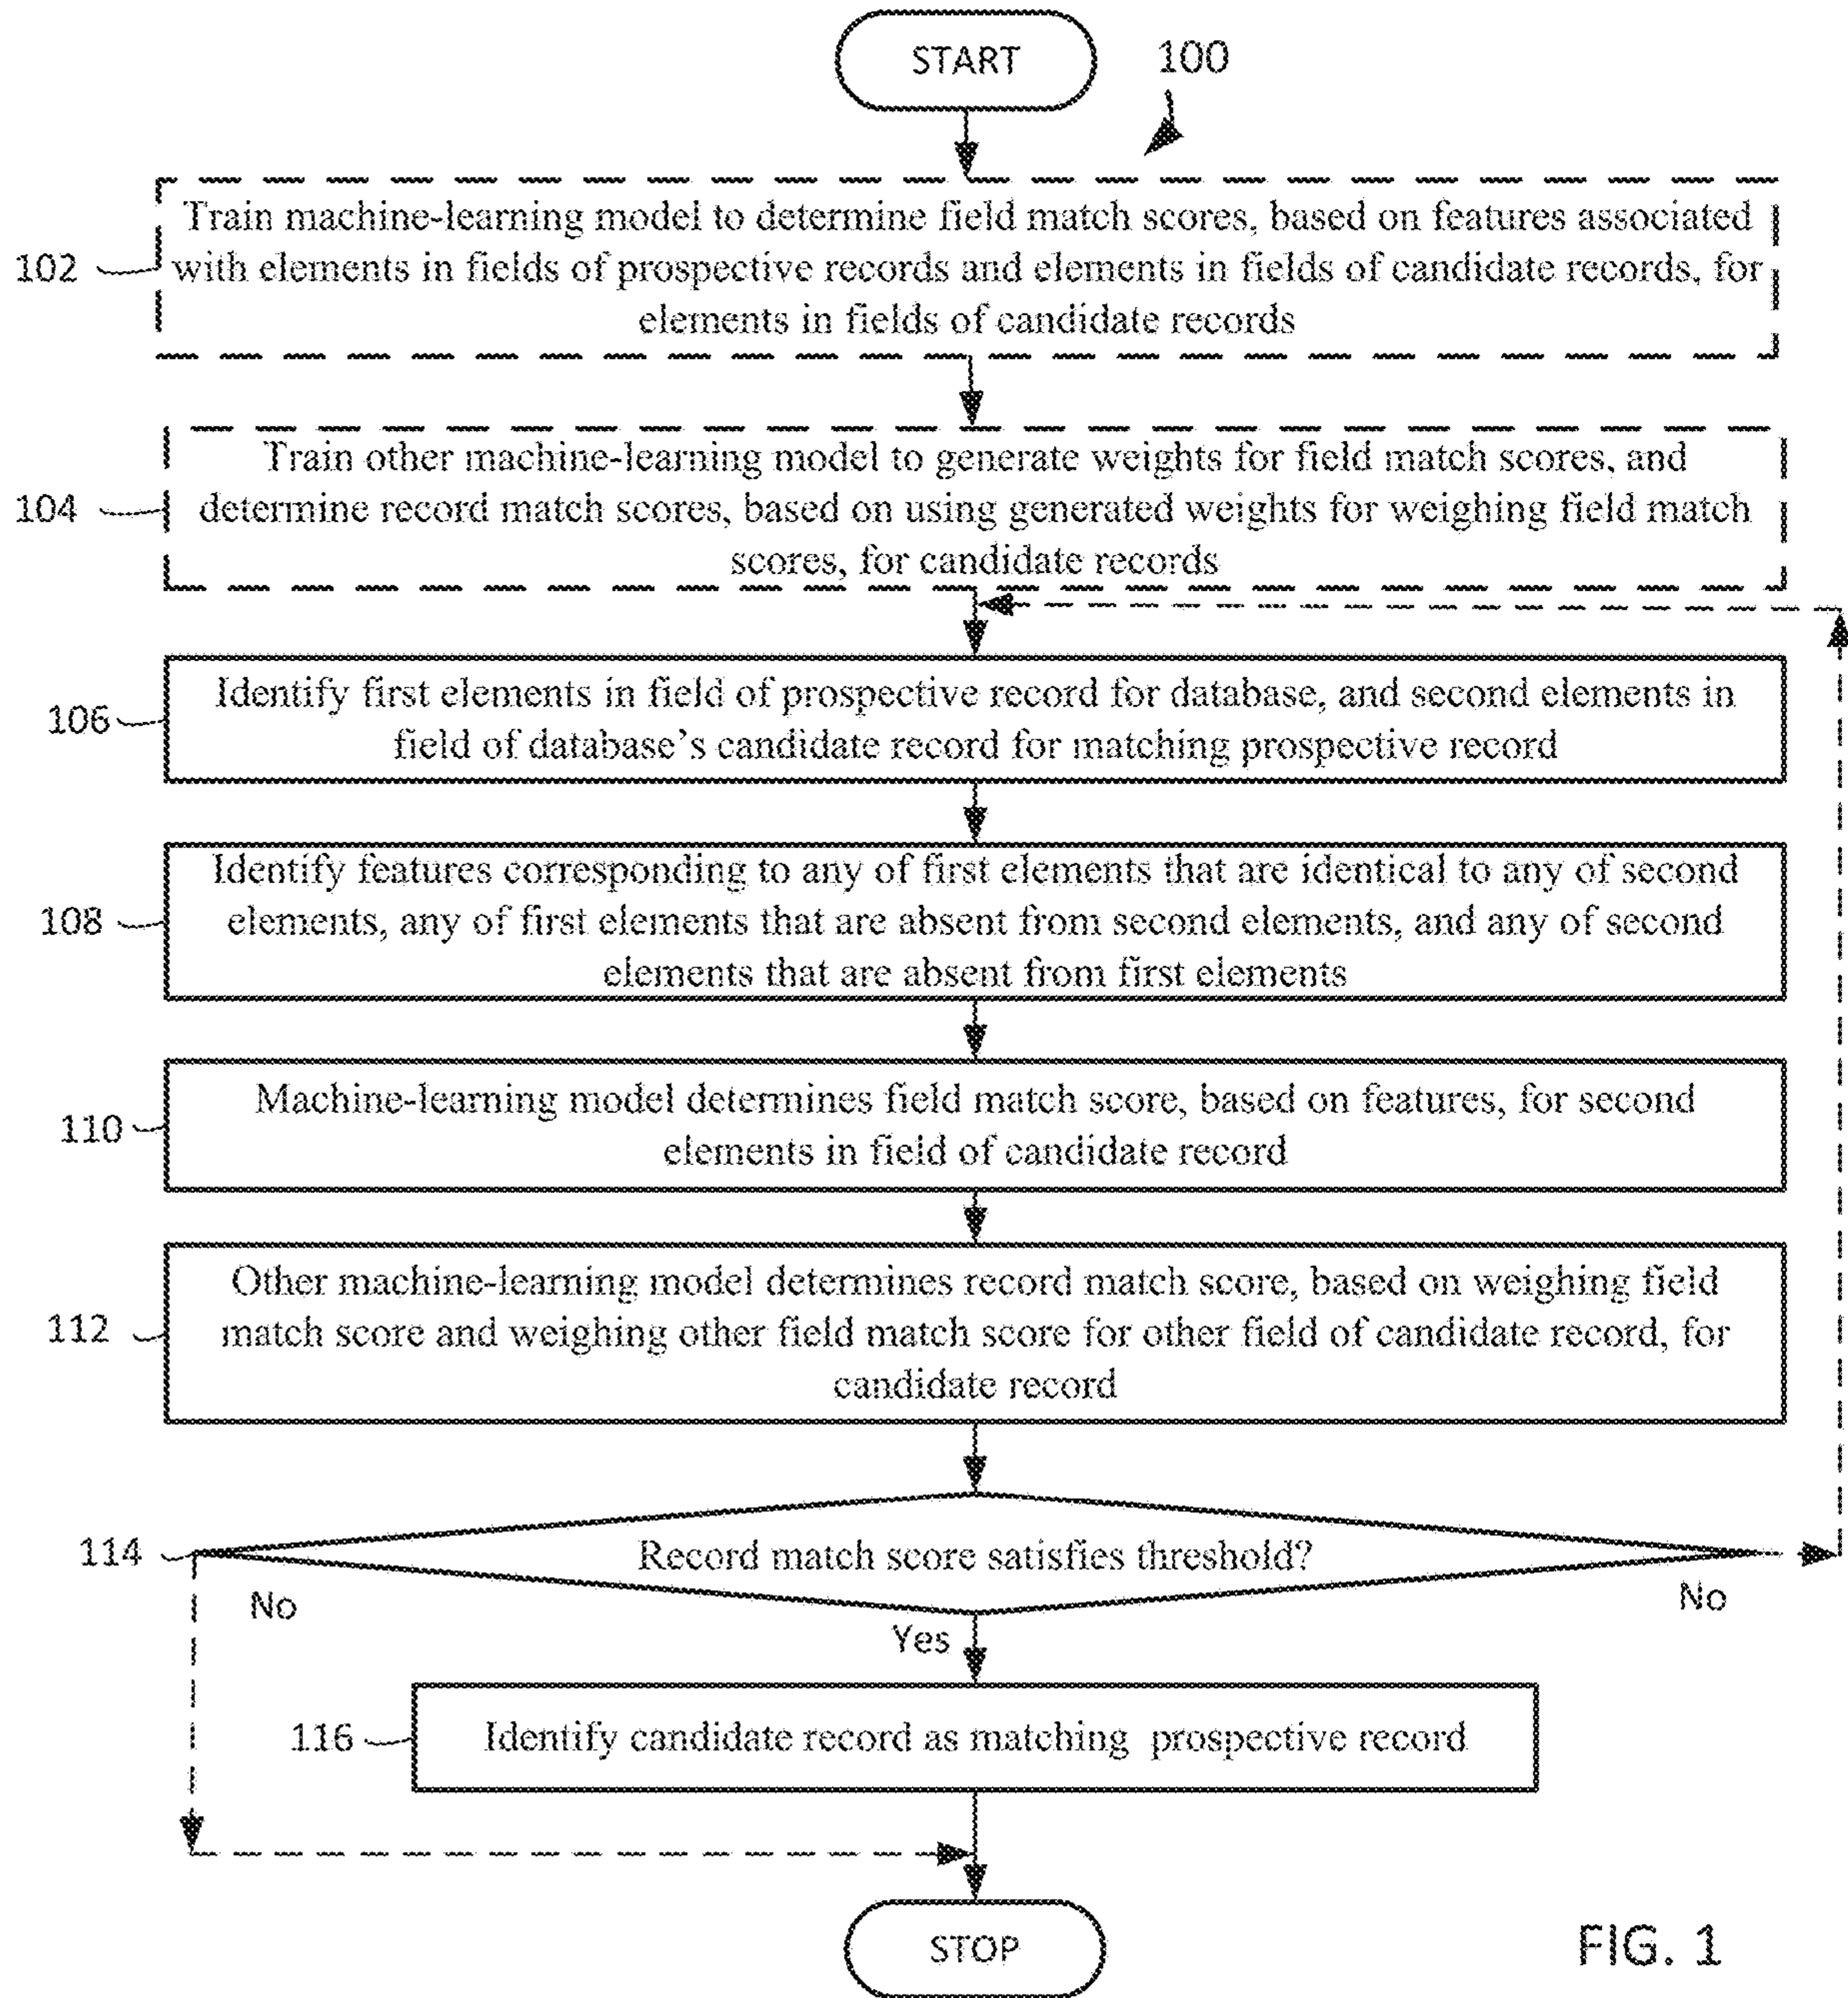 START
100
Train machine-learning model to determine field match scores, based on features associated
102
with elements in fields of prospective records and elements in fields of candidate records, for
elements in fields of candidate records
Train other machine-learning model to generate weights for field match scores, and
104
determine record match scores, based on using generated weights for weighing field match
scores, for candidate records
Identify first elements in field of prospective record for database, and second elements in
106
field of database's candidate record for matching prospective record
Identify features corresponding to any of first elements that are identical to any of second
108
elements, any of first elements that are absent from second elements, and any of second
elements that are absent from first elements
Machine-learning model determines field match score, based on features, for second
110
elements in field of candidate record
Other machine-learning model determines record match score, based on weighing field
112
match score and weighing other field match score for other field of candidate record, for
candidate record
114
Record match score satisfies threshold?
No
No
Yes
116
Identify candidate record as matching prospective record
STOP
FIG. 1